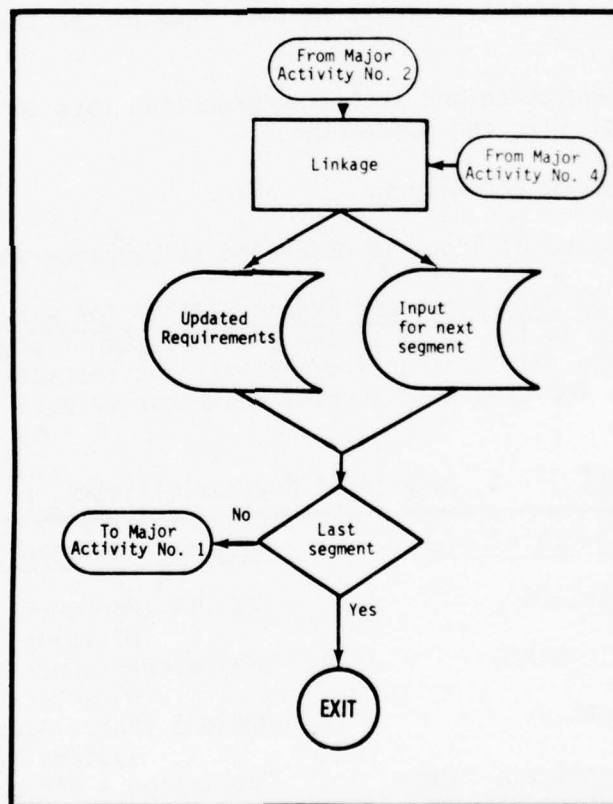 From Major
Activity No. 2
Linkage
From Major
Activity No. 4
Updated
Requirements
Input
for next
segment
No
To Major
Activity No. 1
Last
segment
Yes
EXIT